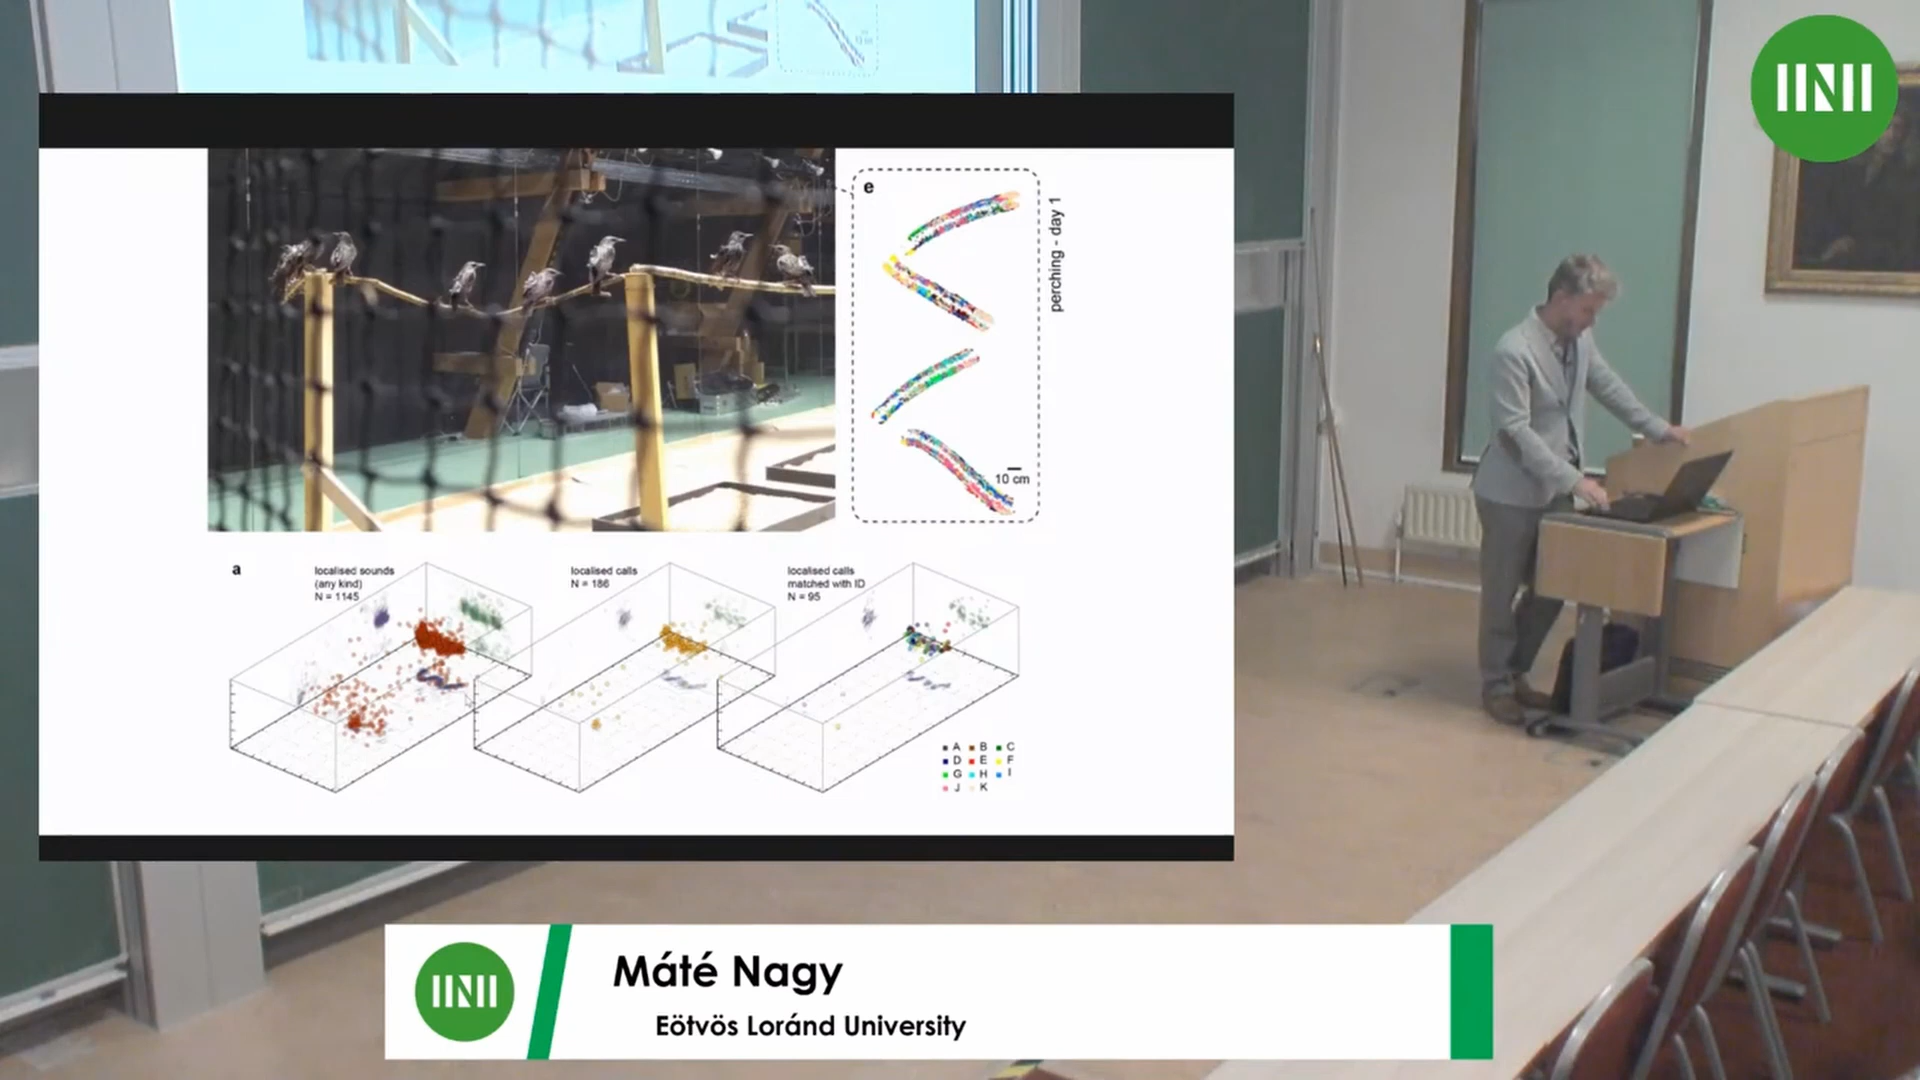 e
perching - day 1
10 cm
a
localised sounds
(any kind)
N = 1145
localised calls
N = 186
localised calls
matched with ID
N = 95
A B C
D E F
G H I
J K
Máté Nagy
Eötvös Loránd University